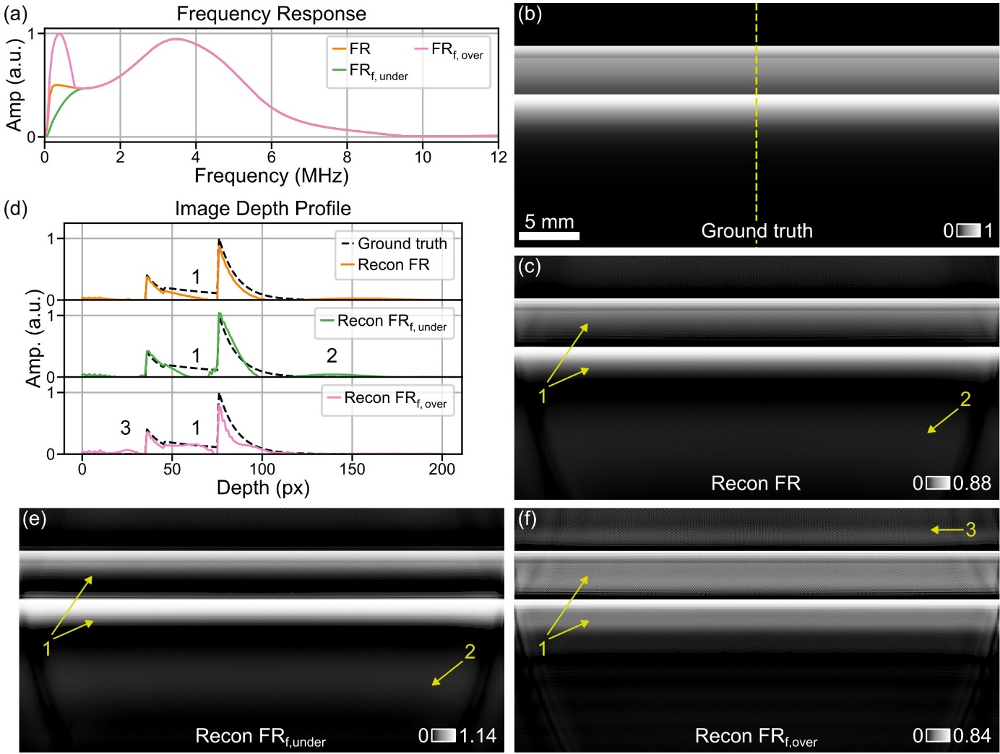 (a) Frequency Response
Amp (a.u.)
1
0
FR
FRf, under
FRf, over
0 2 4 6 8 10 12
Frequency (MHz)
(b)
5 mm
Ground truth
0 1
(c)
1
2
Recon FR
0 0.88
(d) Image Depth Profile
Amp. (a.u.)
1
0
1
Ground truth
Recon FR
1
0
1
2
Recon FRf, under
1
0
3
1
Recon FRf, over
0 50 100 150 200
Depth (px)
(e)
1
2
Recon FRf,under
0 1.14
(f)
3
1
Recon FRf,over
0 0.84